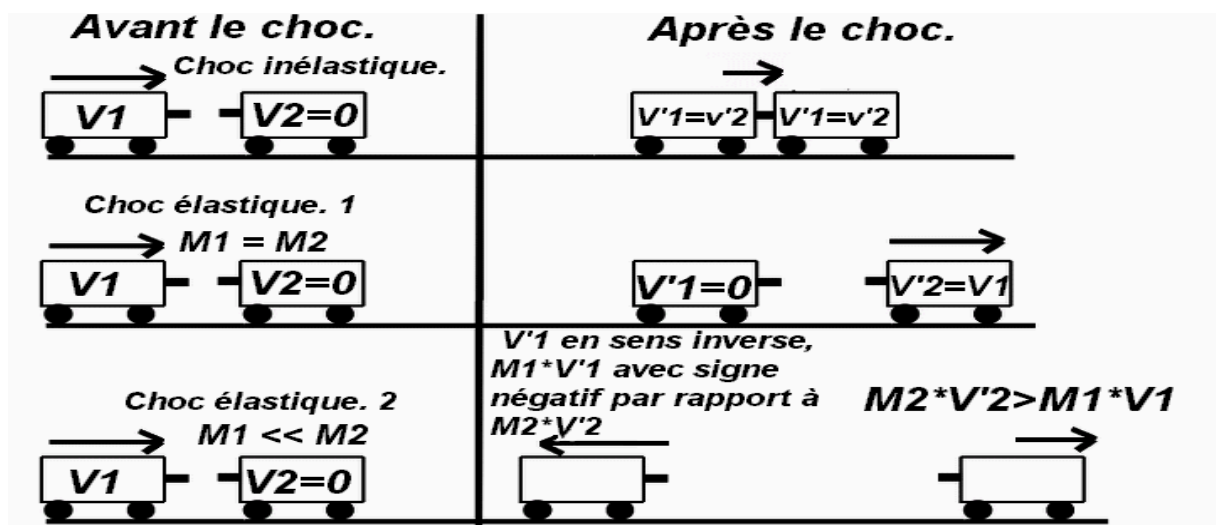 Avant le choc.
Après le choc.
Choc inélastique.
V1
V2=0
V'1=v'2
V'1=v'2
Choc élastique. 1
M1 = M2
V1
V2=0
V'1=0
V'2=V1
Choc élastique. 2
M1 << M2
V1
V2=0
V'1 en sens inverse,
M1*V'1 avec signe
négatif par rapport à
M2*V'2
M2*V'2>M1*V1